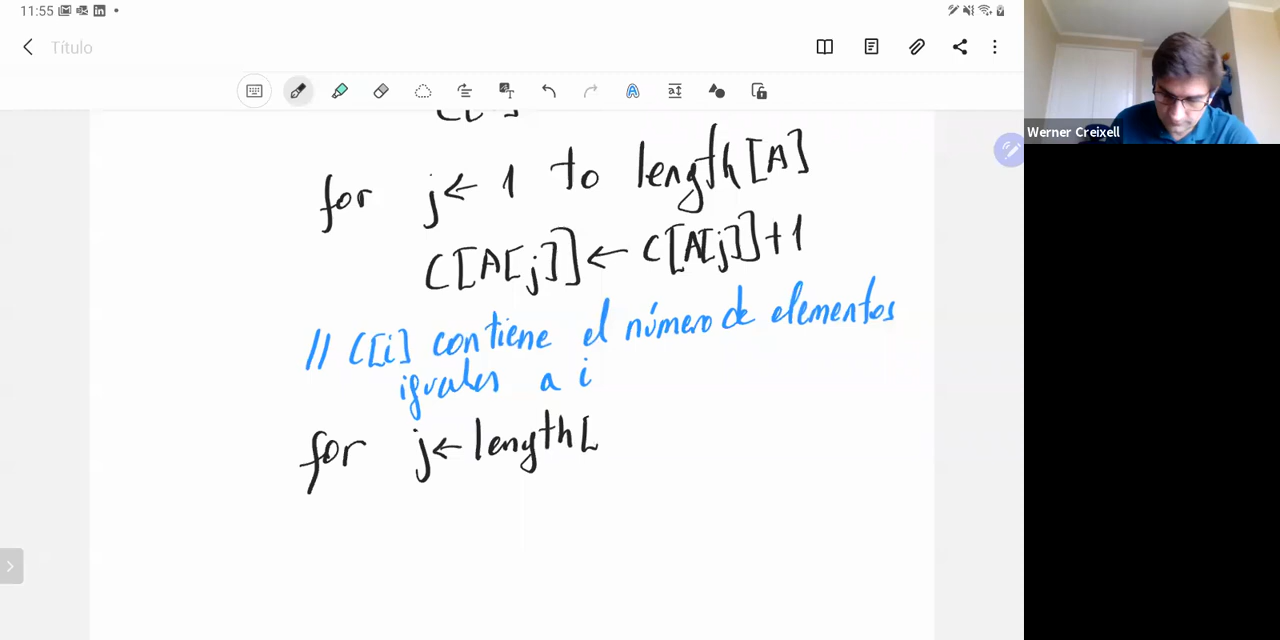 11:55
Título
Werner Creixell
for j ← 1 to length[A]
C[A[j]] ← C[A[j]]+1
// C[i] contiene el número de elementos
iguales a i
for j ← length[